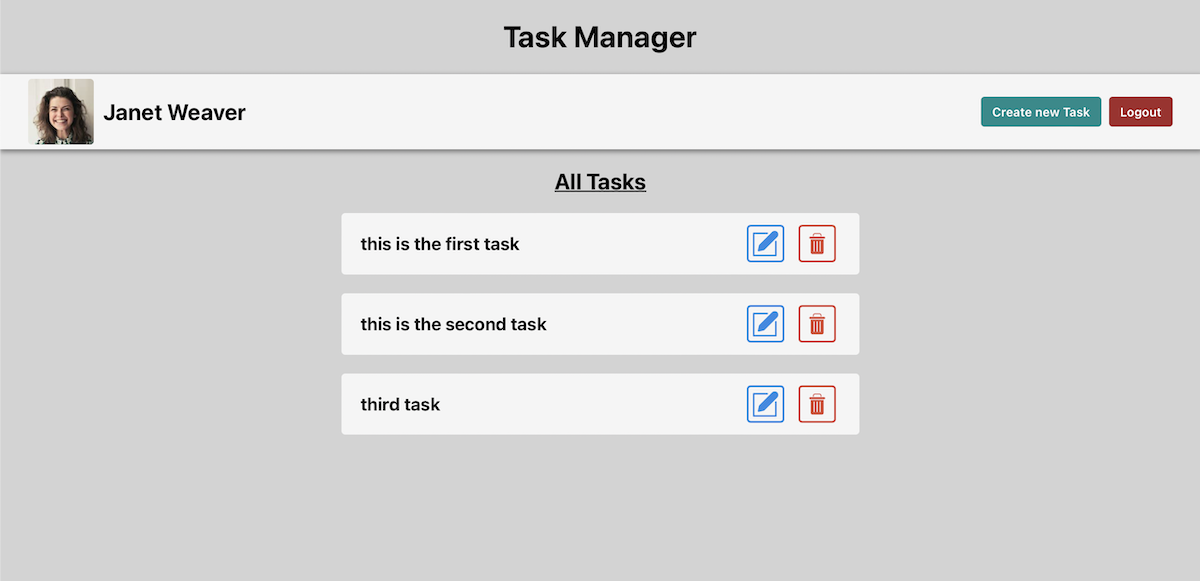 Task Manager
Janet Weaver
Create new Task
Logout
All Tasks
this is the first task
this is the second task
third task